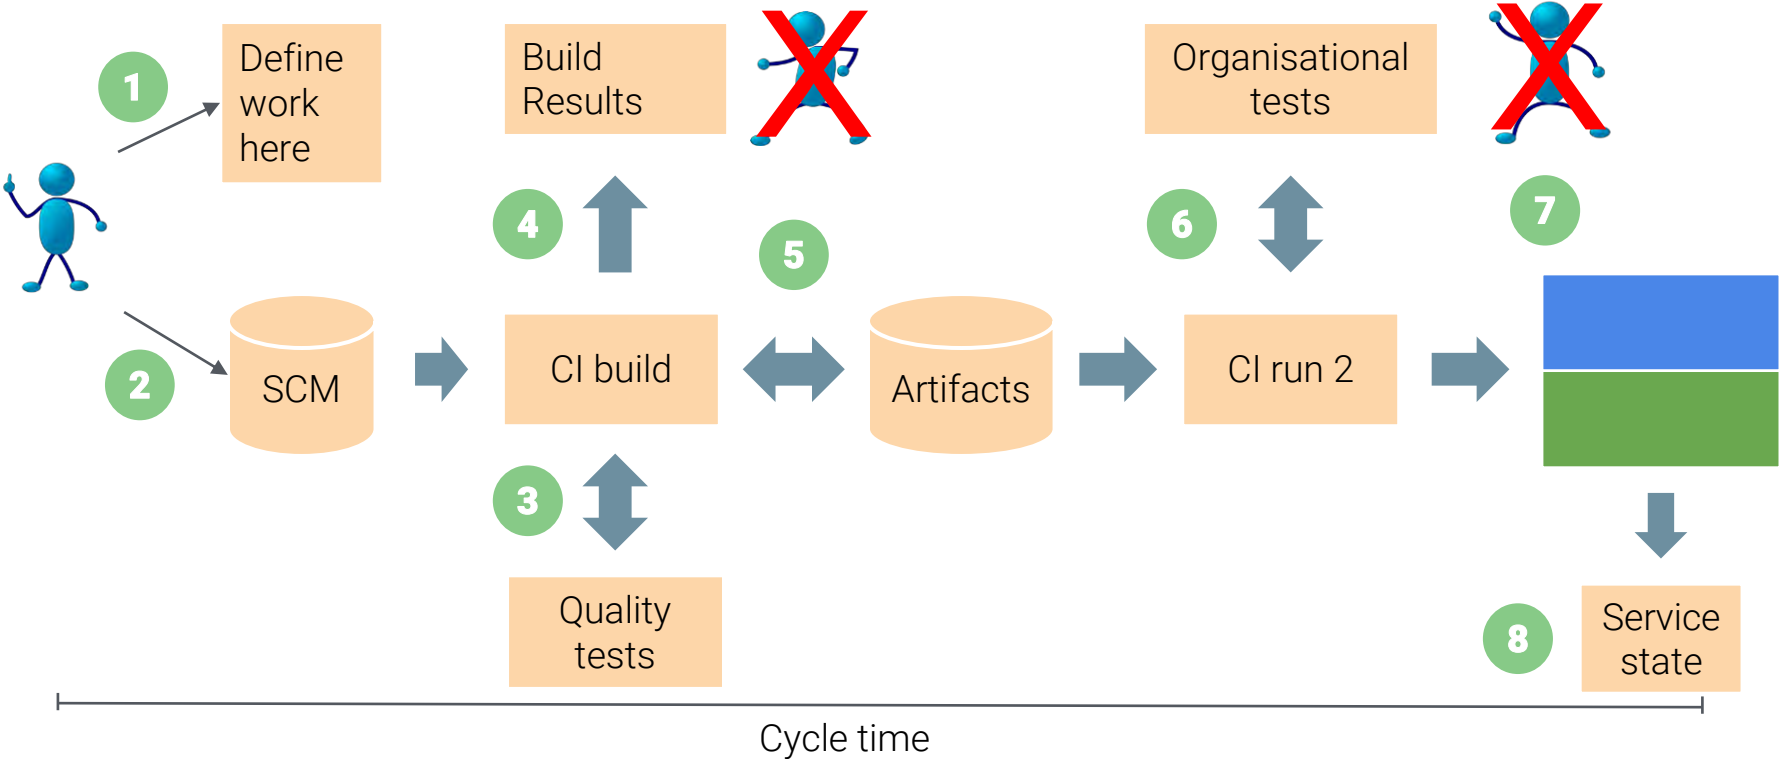 1
Define
work
here
2
SCM
Build
Results
4
CI build
3
Quality
tests
5
Artifacts
Organisational
tests
6
CI run 2
7
8
Service
state
Cycle time